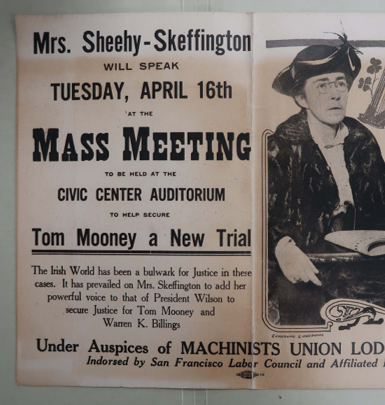 Mrs. Sheehy-Skeffington
WILL SPEAK
TUESDAY, APRIL 16th
AT THE
MASS MEETING
TO BE HELD AT THE
CIVIC CENTER AUDITORIUM
TO HELP SECURE
Tom Mooney a New Trial
The Irish World has been a bulwark for Justice in these
cases. It has prevailed on Mrs. Skeffington to add her
powerful voice to that of President Wilson to
secure Justice for Tom Mooney and
Warren K. Billings
Under Auspices of MACHINISTS UNION LOD
Indorsed by San Francisco Labor Council and Affiliated